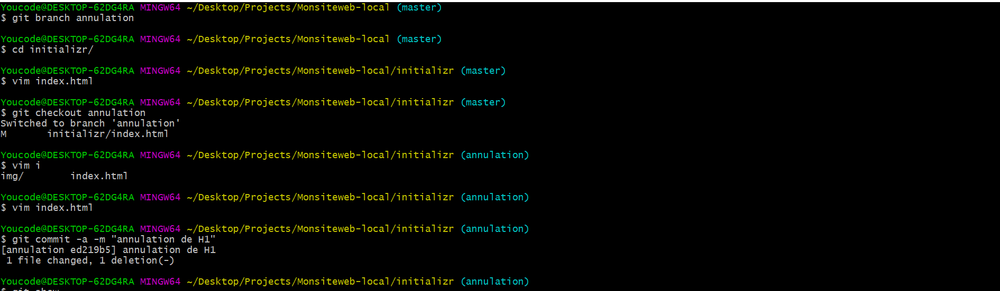 Youcode@DESKTOP-62DG4RA MINGW64 ~/Desktop/Projects/Monsiteweb-local (master)
$ git branch annulation
Youcode@DESKTOP-62DG4RA MINGW64 ~/Desktop/Projects/Monsiteweb-local (master)
$ cd initializr/
Youcode@DESKTOP-62DG4RA MINGW64 ~/Desktop/Projects/Monsiteweb-local/initializr (master)
$ vim index.html
Youcode@DESKTOP-62DG4RA MINGW64 ~/Desktop/Projects/Monsiteweb-local/initializr (master)
$ git checkout annulation
Switched to branch 'annulation'
M       initializr/index.html
Youcode@DESKTOP-62DG4RA MINGW64 ~/Desktop/Projects/Monsiteweb-local/initializr (annulation)
$ vim i
img/        index.html
Youcode@DESKTOP-62DG4RA MINGW64 ~/Desktop/Projects/Monsiteweb-local/initializr (annulation)
$ vim index.html
Youcode@DESKTOP-62DG4RA MINGW64 ~/Desktop/Projects/Monsiteweb-local/initializr (annulation)
$ git commit -a -m "annulation de H1"
[annulation ed219b5] annulation de H1
 1 file changed, 1 deletion(-)
Youcode@DESKTOP-62DG4RA MINGW64 ~/Desktop/Projects/Monsiteweb-local/initializr (annulation)
$ git show